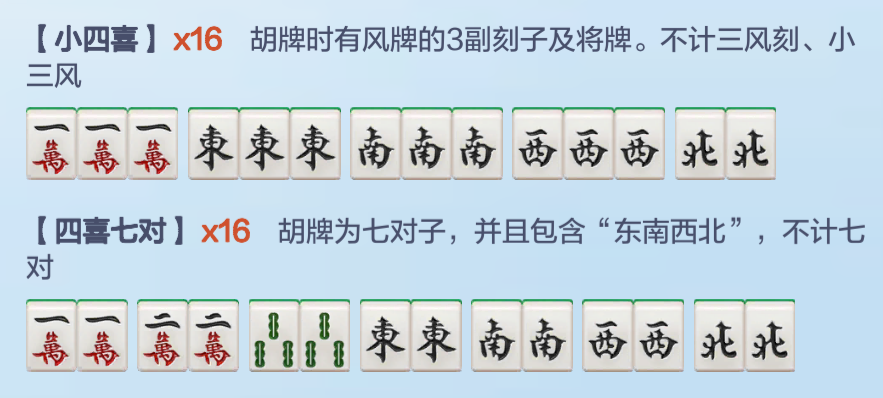 【小四喜】x16 胡牌时有风牌的3副刻子及将牌。不计三风刻、小
三风
一萬 一萬 一萬 東 東 東 南 南 南 西 西 西 北 北
【四喜七对】x16 胡牌为七对子，并且包含“东南西北”，不计七
对
一萬 一萬 二萬 二萬 東 東 南 南 西 西 北 北